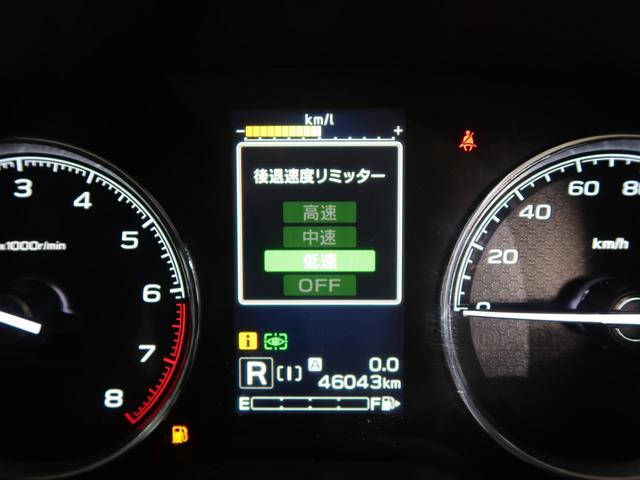 km/l
- +
後退速度リミッター
高速
中速
低速
OFF
i
R [I] A 0.0
46043km
E F
3
4
5
6
7
8
x1000r/min
0
20
40
60
80
km/h